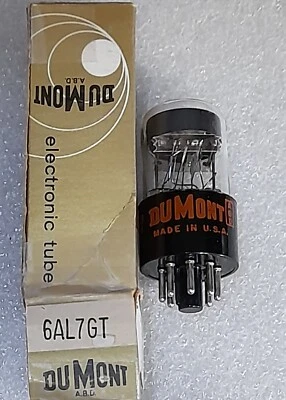 DUMONT
A.B.D.
electronic tube
6AL7GT
DUMONT
A.B.D.
DUMONT
MADE IN U.S.A.